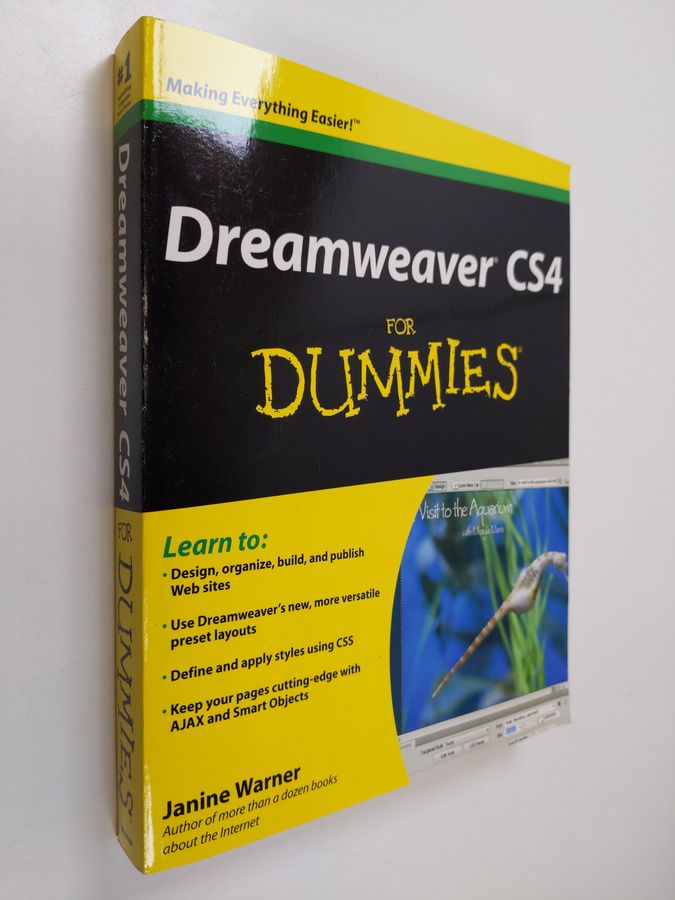 Making Everything Easier!™
Dreamweaver® CS4
FOR
DUMMIES®
Learn to:
• Design, organize, build, and publish
Web sites
• Use Dreamweaver's new, more versatile
preset layouts
• Define and apply styles using CSS
• Keep your pages cutting-edge with
AJAX and Smart Objects
Janine Warner
Author of more than a dozen books
about the Internet
Visit to the Aquarium
#1
Dreamweaver CS4
FOR
DUMMIES